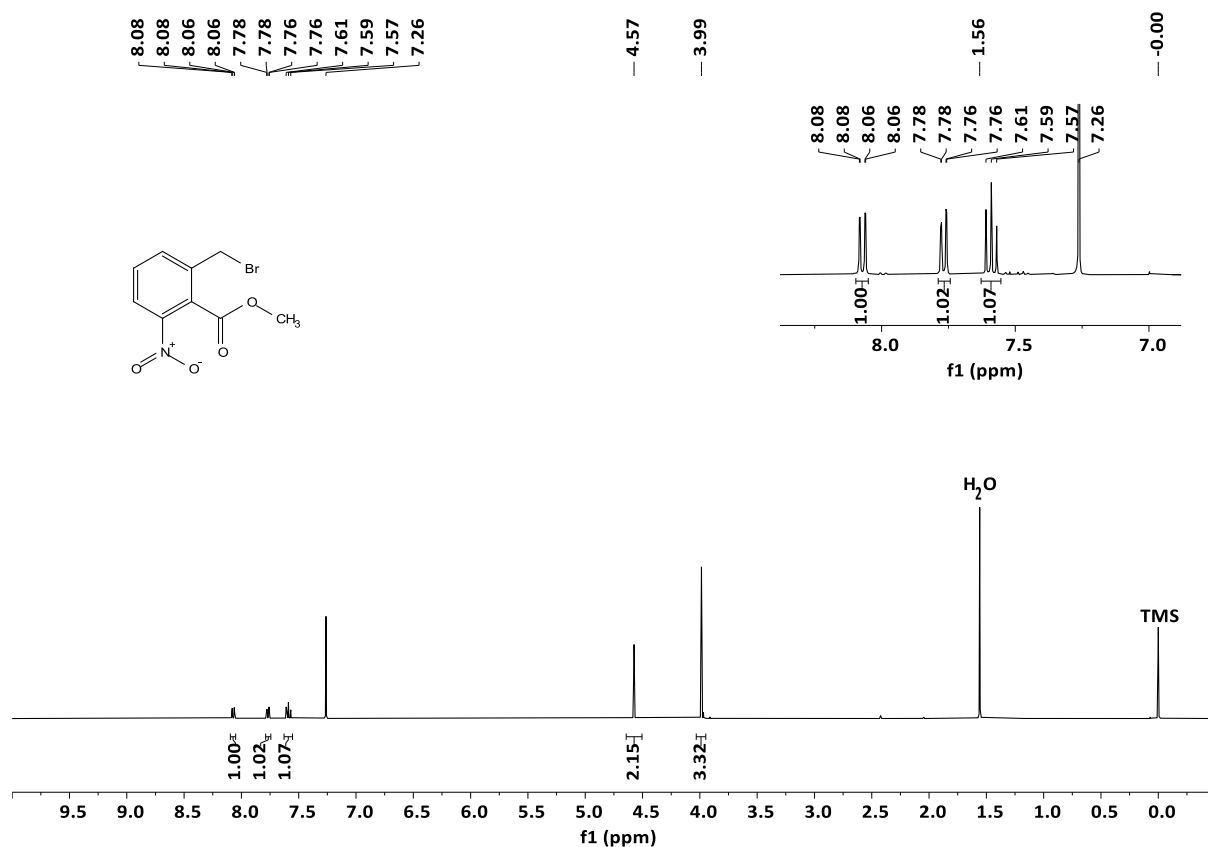 8.08 8.08 8.06 8.06 7.78 7.78 7.76 7.76 7.61 7.59 7.57 7.26 4.57 3.99 1.56 -0.00
8.08 8.08 8.06 8.06 7.78 7.78 7.76 7.76 7.61 7.59 7.57 7.26
Br
O
CH3
N+
O
O
O-
1.00 1.02 1.07
8.0 7.5 7.0
f1 (ppm)
H2O
TMS
1.00 1.02 1.07 2.15 3.32
9.5 9.0 8.5 8.0 7.5 7.0 6.5 6.0 5.5 5.0 4.5 4.0 3.5 3.0 2.5 2.0 1.5 1.0 0.5 0.0
f1 (ppm)